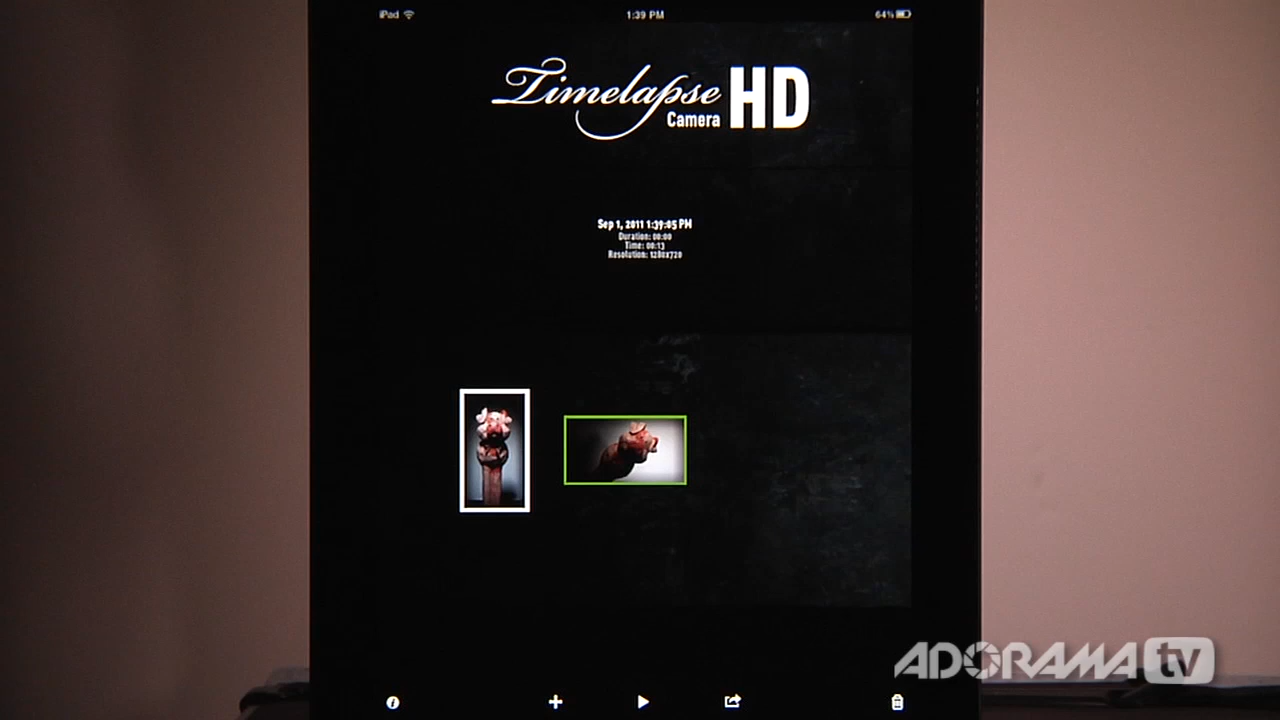 iPad 1:39 PM 64%
Timelapse
Camera HD
Sep 1, 2011 1:39:05 PM
Duration: 00:00
Time: 00:13
Resolution: 1280x720
ADORAMA tv